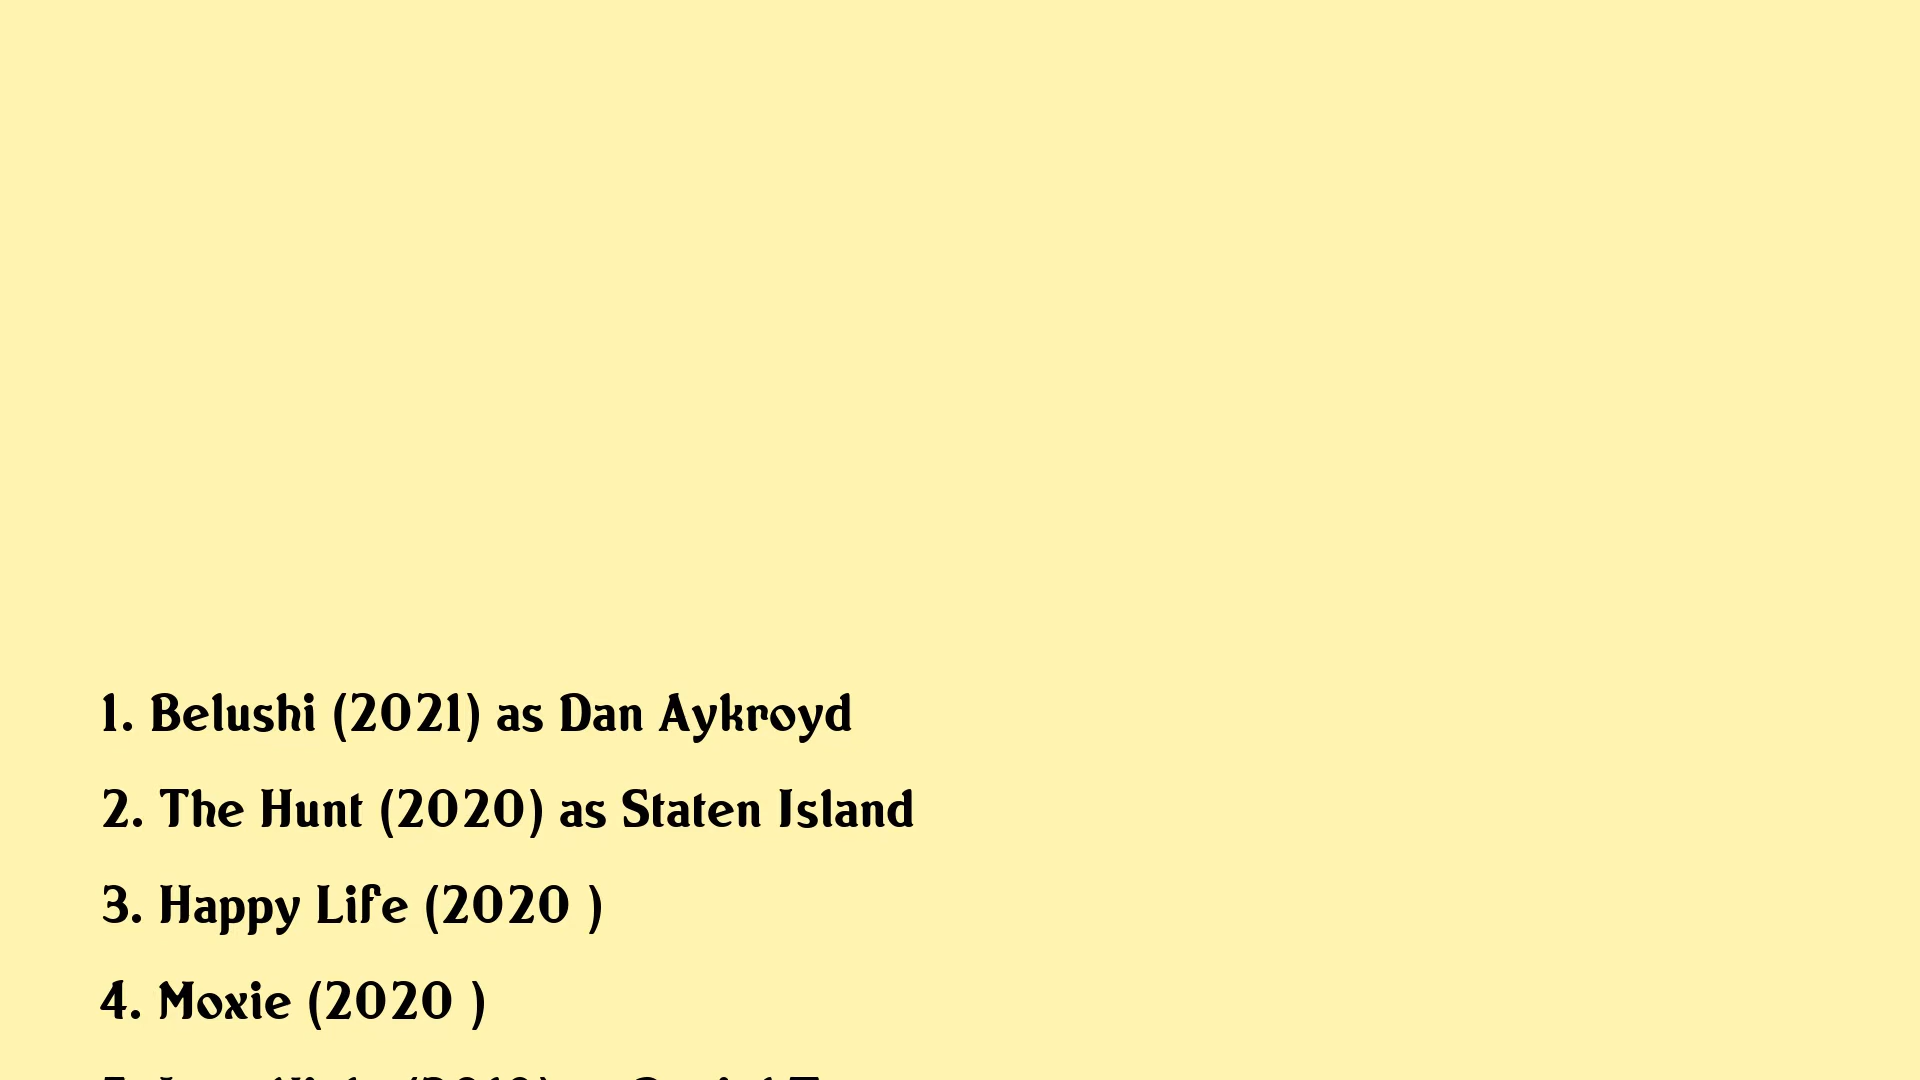 1. Belushi (2021) as Dan Aykroyd
2. The Hunt (2020) as Staten Island
3. Happy Life (2020 )
4. Moxie (2020 )